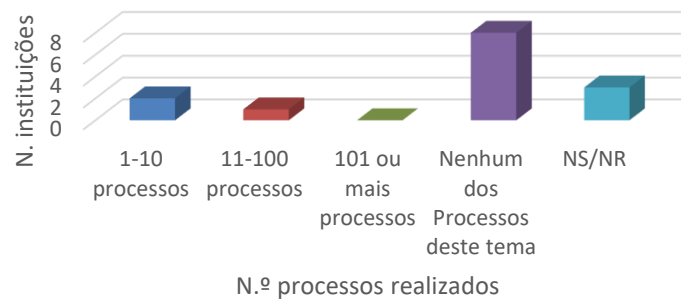 N. instituições
8
6
4
2
0
1-10
processos
11-100
processos
101 ou
mais
processos
Nenhum
dos
Processos
deste tema
NS/NR
N.º processos realizados